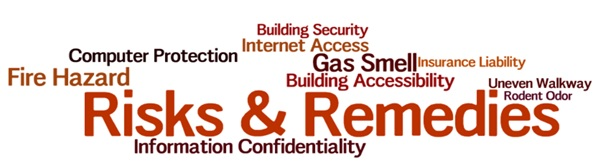 Building Security
Internet Access
Computer Protection
Gas Smell
Insurance Liability
Fire Hazard
Building Accessibility
Uneven Walkway
Rodent Odor
Risks & Remedies
Information Confidentiality